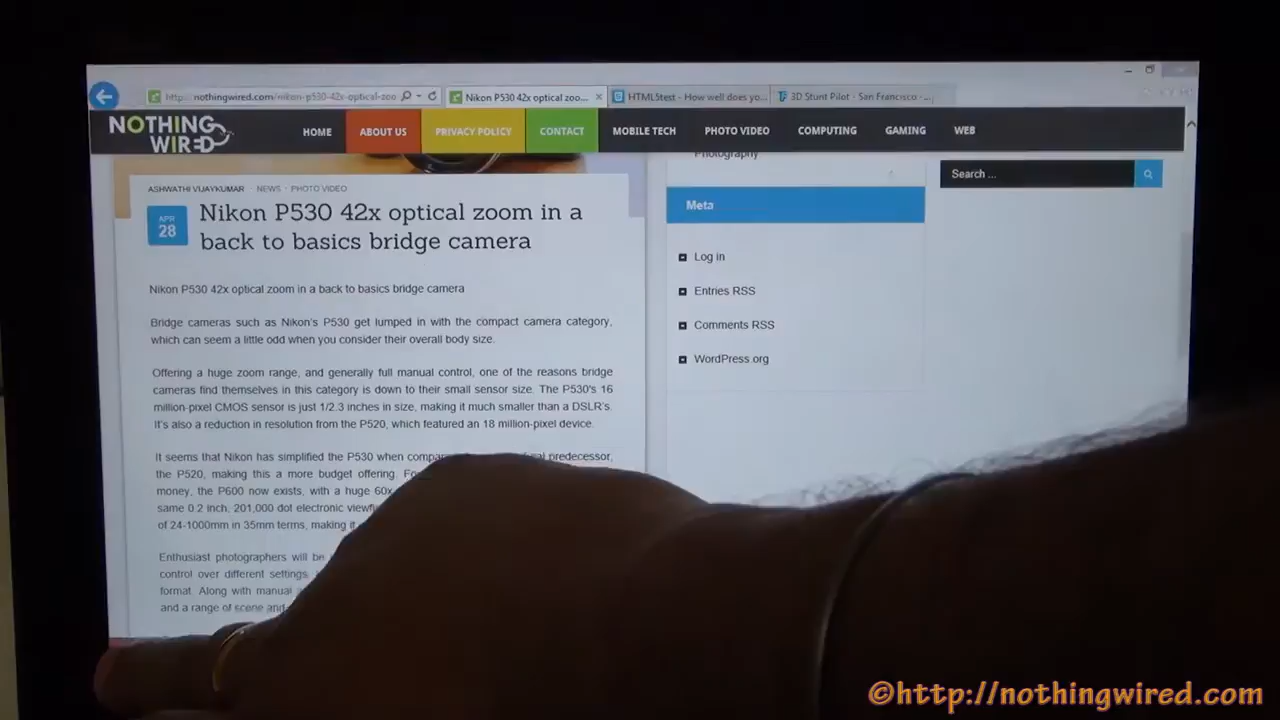 http://nothingwired.com/nikon-p530-42x-optical-zoo
Nikon P530 42x optical zoo...
HTML5test - How well does yo...
3D Stunt Pilot - San Francisco - ...
NOTHING
WIRED
HOME
ABOUT US
PRIVACY POLICY
CONTACT
MOBILE TECH
PHOTO VIDEO
COMPUTING
GAMING
WEB
Photography
Search ...
ASHWATHI VIJAYKUMAR NEWS · PHOTO VIDEO
APR
28
Nikon P530 42x optical zoom in a
back to basics bridge camera
Meta
Log in
Entries RSS
Comments RSS
WordPress.org
Nikon P530 42x optical zoom in a back to basics bridge camera
Bridge cameras such as Nikon's P530 get lumped in with the compact camera category,
which can seem a little odd when you consider their overall body size.
Offering a huge zoom range, and generally full manual control, one of the reasons bridge
cameras find themselves in this category is down to their small sensor size. The P530's 16
million-pixel CMOS sensor is just 1/2.3 inches in size, making it much smaller than a DSLR's.
It's also a reduction in resolution from the P520, which featured an 18 million-pixel device.
It seems that Nikon has simplified the P530 when predecessor,
the P520, making this a more budget offering.
money, the P600 now exists, with a huge 60x
same 0.2 inch, 201,000 dot electronic
of 24-1000mm in 35mm terms, making it
Enthusiast photographers will be
control over different settings,
format. Along with manual
and a range of scene and
©http://nothingwired.com